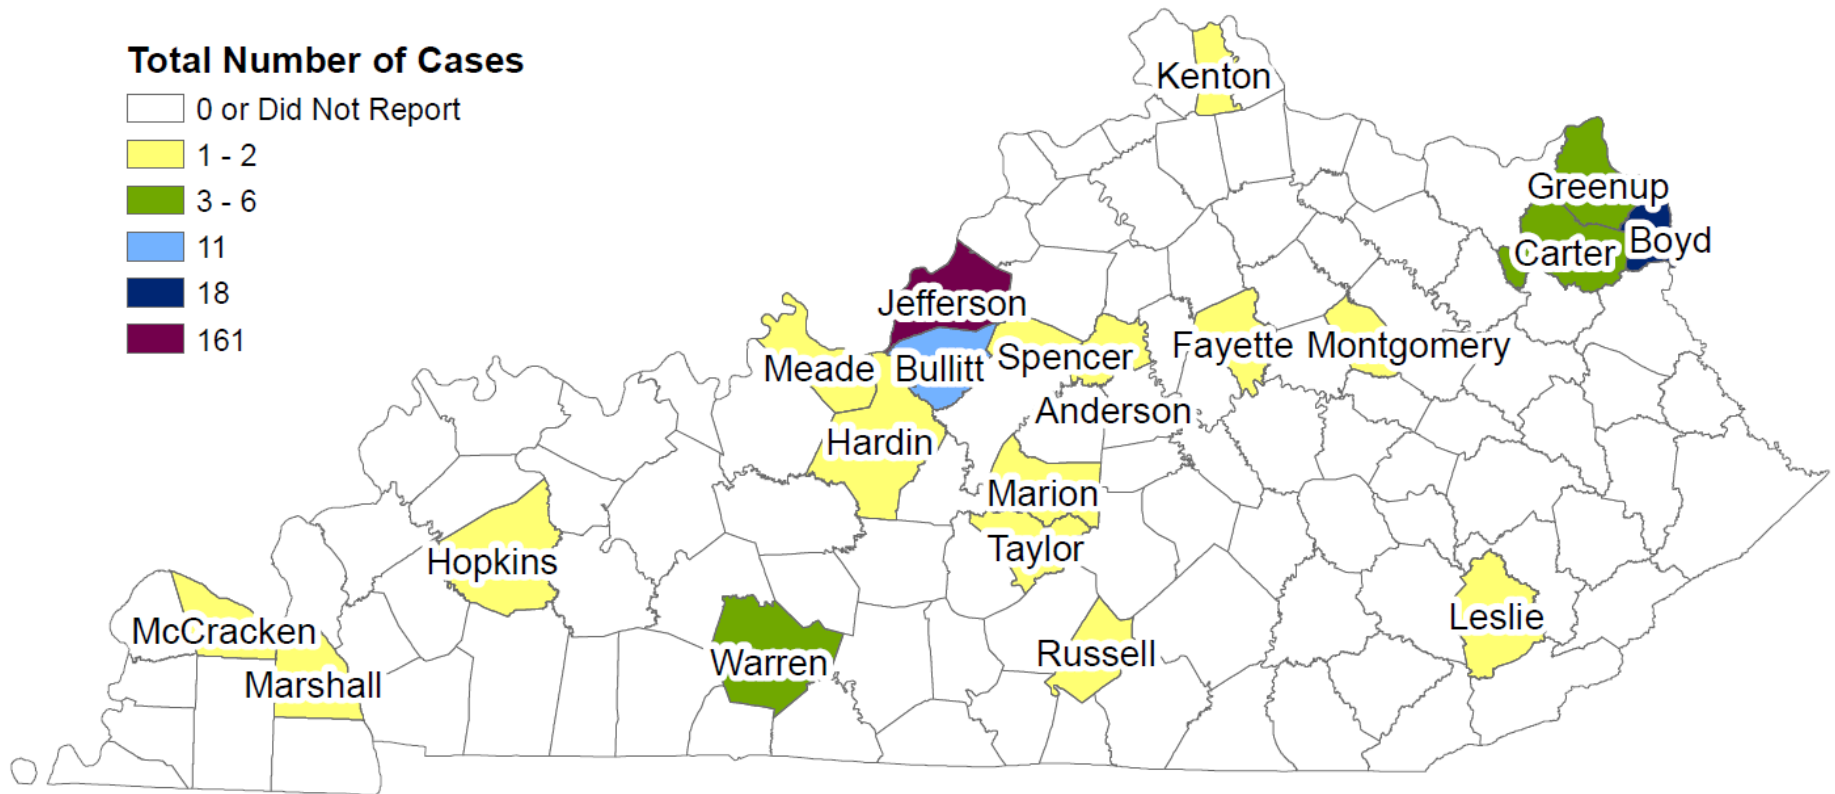 Total Number of Cases
0 or Did Not Report
1 - 2
3 - 6
11
18
161
Kenton
Greenup
Boyd
Carter
Jefferson
Fayette
Montgomery
Spencer
Meade
Bullitt
Anderson
Hardin
Marion
Taylor
Hopkins
Leslie
McCracken
Russell
Warren
Marshall